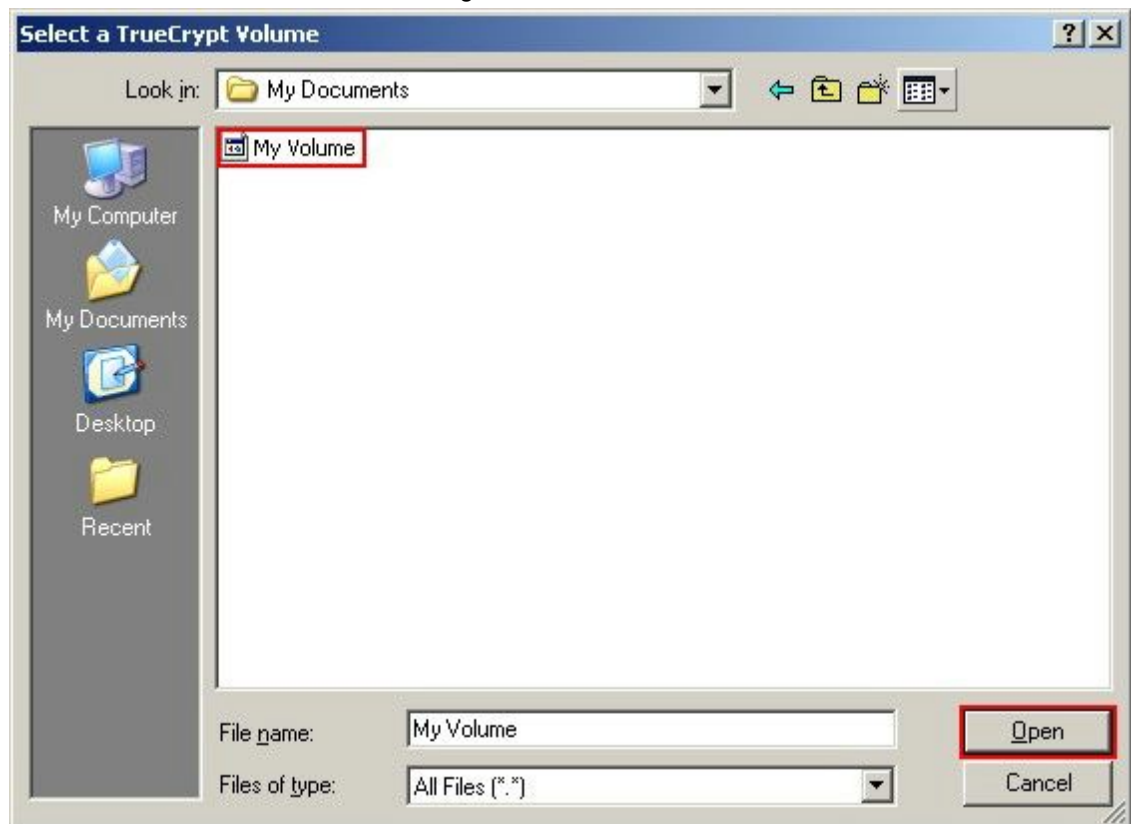 Select a TrueCrypt Volume
Look in: My Documents
My Volume
My Computer
My Documents
Desktop
Recent
File name: My Volume Open
Files of type: All Files (*.*) Cancel